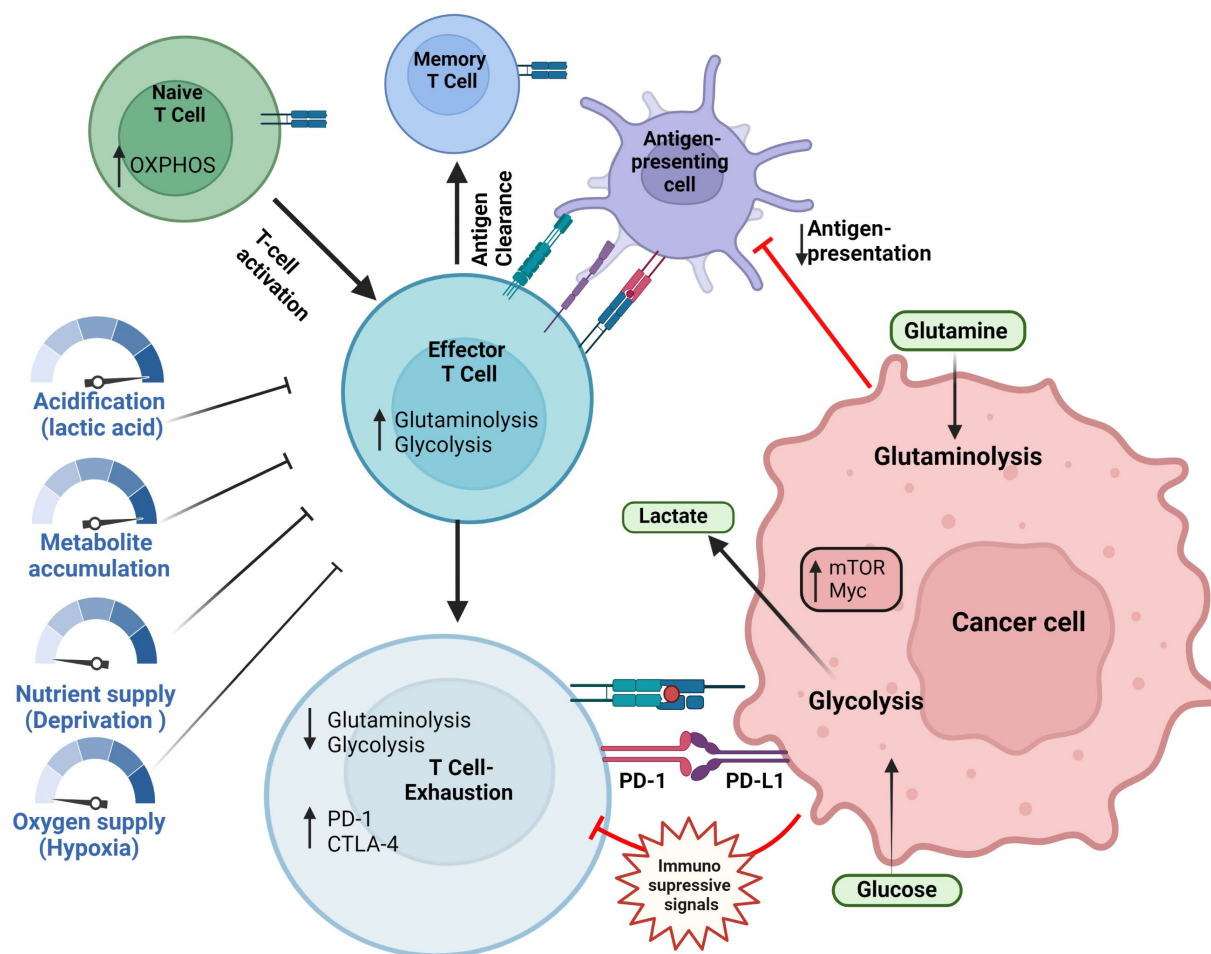 Naive
T Cell
OXPHOS
Memory
T Cell
Antigen-
presenting
cell
T-cell
activation
Antigen
Clearance
Antigen-
presentation
Effector
T Cell
Glutaminolysis
Glycolysis
Acidification
(lactic acid)
Metabolite
accumulation
Nutrient supply
(Deprivation )
Oxygen supply
(Hypoxia)
Glutamine
Glutaminolysis
Lactate
mTOR
Myc
Cancer cell
Glycolysis
Glucose
Glutaminolysis
Glycolysis
T Cell-
Exhaustion
PD-1
CTLA-4
PD-1
PD-L1
Immuno
supressive
signals